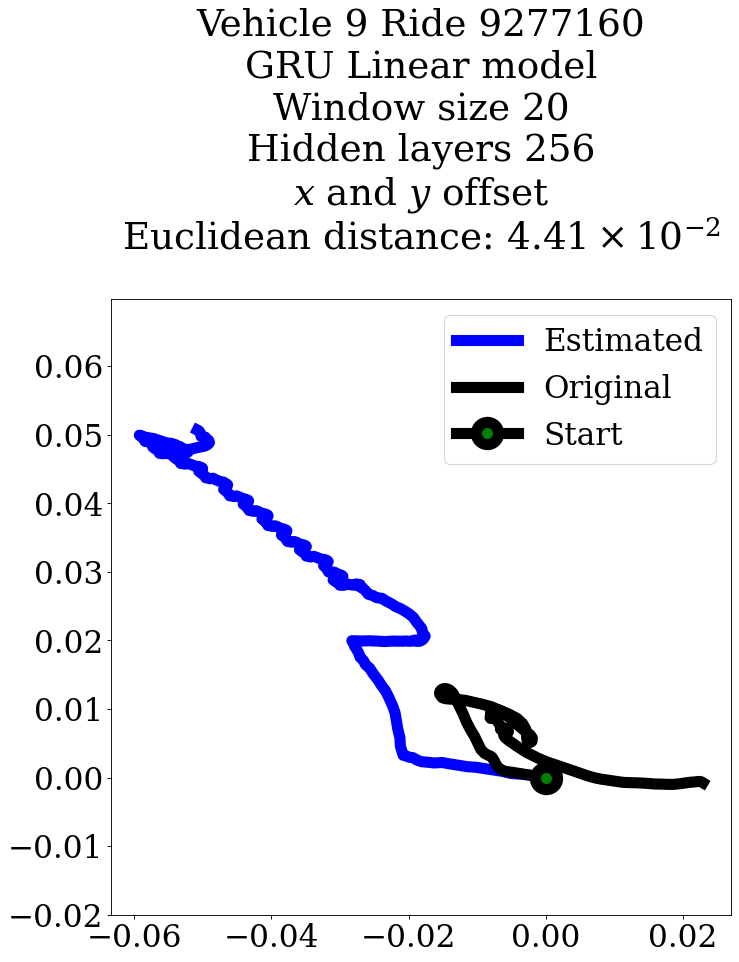 Vehicle 9 Ride 9277160
GRU Linear model
Window size 20
Hidden layers 256
x and y offset
Euclidean distance: 4.41 × 10⁻²
Estimated
Original
Start
0.06
0.05
0.04
0.03
0.02
0.01
0.00
−0.01
−0.02
−0.06 −0.04 −0.02 0.00 0.02